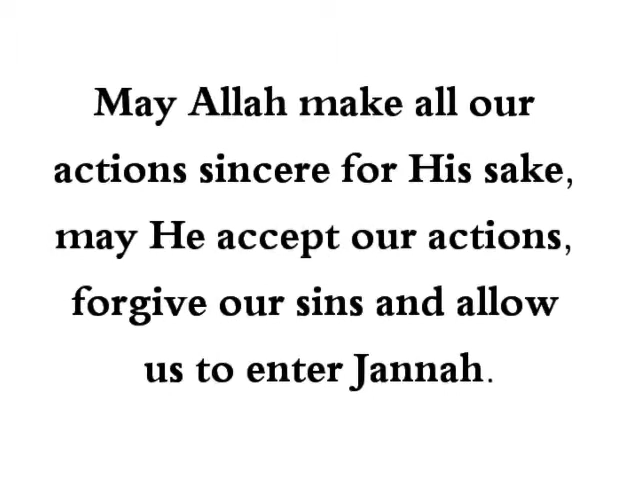 May Allah make all our
actions sincere for His sake,
may He accept our actions,
forgive our sins and allow
us to enter Jannah.